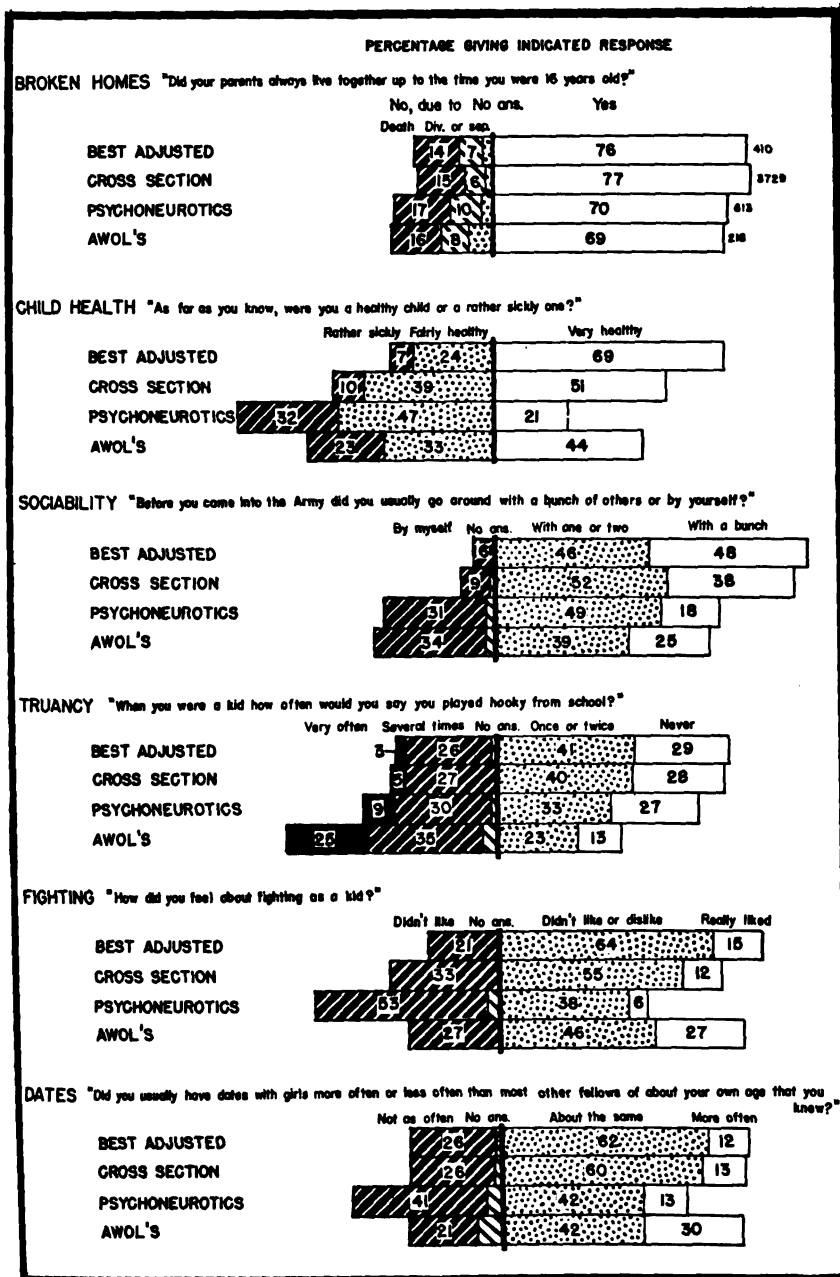 PERCENTAGE GIVING INDICATED RESPONSE
BROKEN HOMES "Did your parents always live together up to the time you were 16 years old?"
No, due to No ans. Yes
Death Div. or sep.
BEST ADJUSTED 14 7 76 410
CROSS SECTION 15 6 77 3729
PSYCHONEUROTICS 17 10 70 613
AWOL'S 16 8 69 218
CHILD HEALTH "As far as you know, were you a healthy child or a rather sickly one?"
Rather sickly Fairly healthy Very healthy
BEST ADJUSTED 7 24 69
CROSS SECTION 10 39 51
PSYCHONEUROTICS 32 47 21
AWOL'S 23 33 44
SOCIABILITY "Before you came into the Army did you usually go around with a bunch of others or by yourself?"
By myself No ans. With one or two With a bunch
BEST ADJUSTED 6 46 48
CROSS SECTION 9 52 38
PSYCHONEUROTICS 31 49 18
AWOL'S 34 39 25
TRUANCY "When you were a kid how often would you say you played hooky from school?"
Very often Several times No ans. Once or twice Never
BEST ADJUSTED 3 26 41 29
CROSS SECTION 5 27 40 28
PSYCHONEUROTICS 9 30 33 27
AWOL'S 25 35 23 13
FIGHTING "How did you feel about fighting as a kid?"
Didn't like No ans. Didn't like or dislike Really liked
BEST ADJUSTED 21 64 15
CROSS SECTION 33 55 12
PSYCHONEUROTICS 53 38 6
AWOL'S 27 46 27
DATES "Did you usually have dates with girls more often or less often than most other fellows of about your own age that you
knew?"
Not as often No ans. About the same More often
BEST ADJUSTED 26 62 12
CROSS SECTION 26 60 13
PSYCHONEUROTICS 41 42 13
AWOL'S 21 42 30